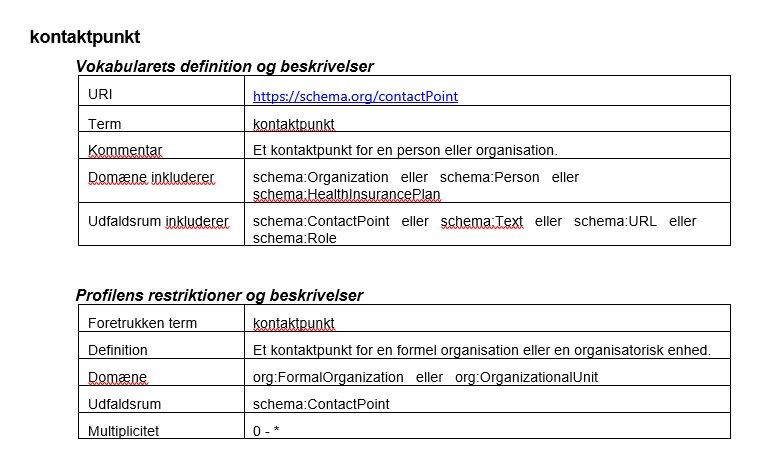 kontaktpunkt
Vokabularets definition og beskrivelser
URI https://schema.org/contactPoint
Term kontaktpunkt
Kommentar Et kontaktpunkt for en person eller organisation.
Domæne inkluderer schema:Organization eller schema:Person eller
schema:HealthInsurancePlan
Udfaldsrum inkluderer schema:ContactPoint eller schema:Text eller schema:URL eller
schema:Role
Profilens restriktioner og beskrivelser
Foretrukken term kontaktpunkt
Definition Et kontaktpunkt for en formel organisation eller en organisatorisk enhed.
Domæne org:FormalOrganization eller org:OrganizationalUnit
Udfaldsrum schema:ContactPoint
Multiplicitet 0 - *